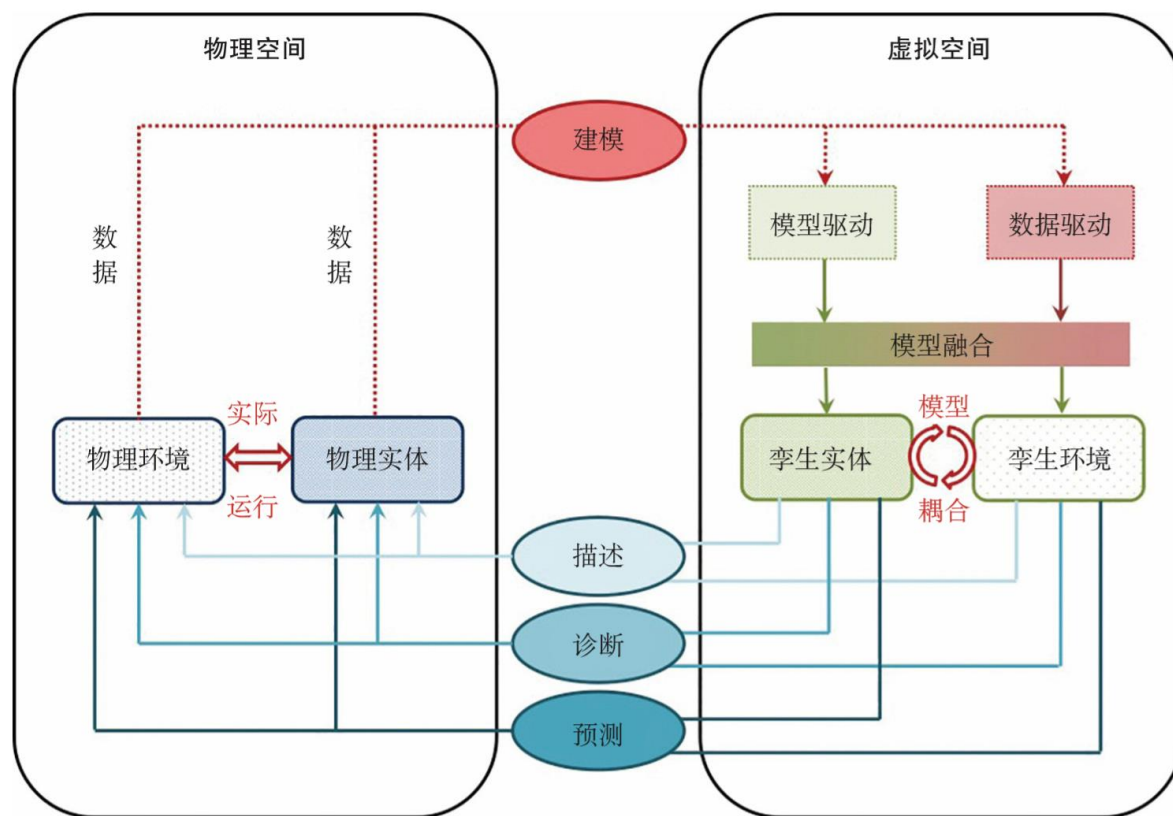 物理空间
虚拟空间
建模
数据
数据
模型驱动
数据驱动
模型融合
实际
运行
物理环境
物理实体
孪生实体
孪生环境
模型
耦合
描述
诊断
预测